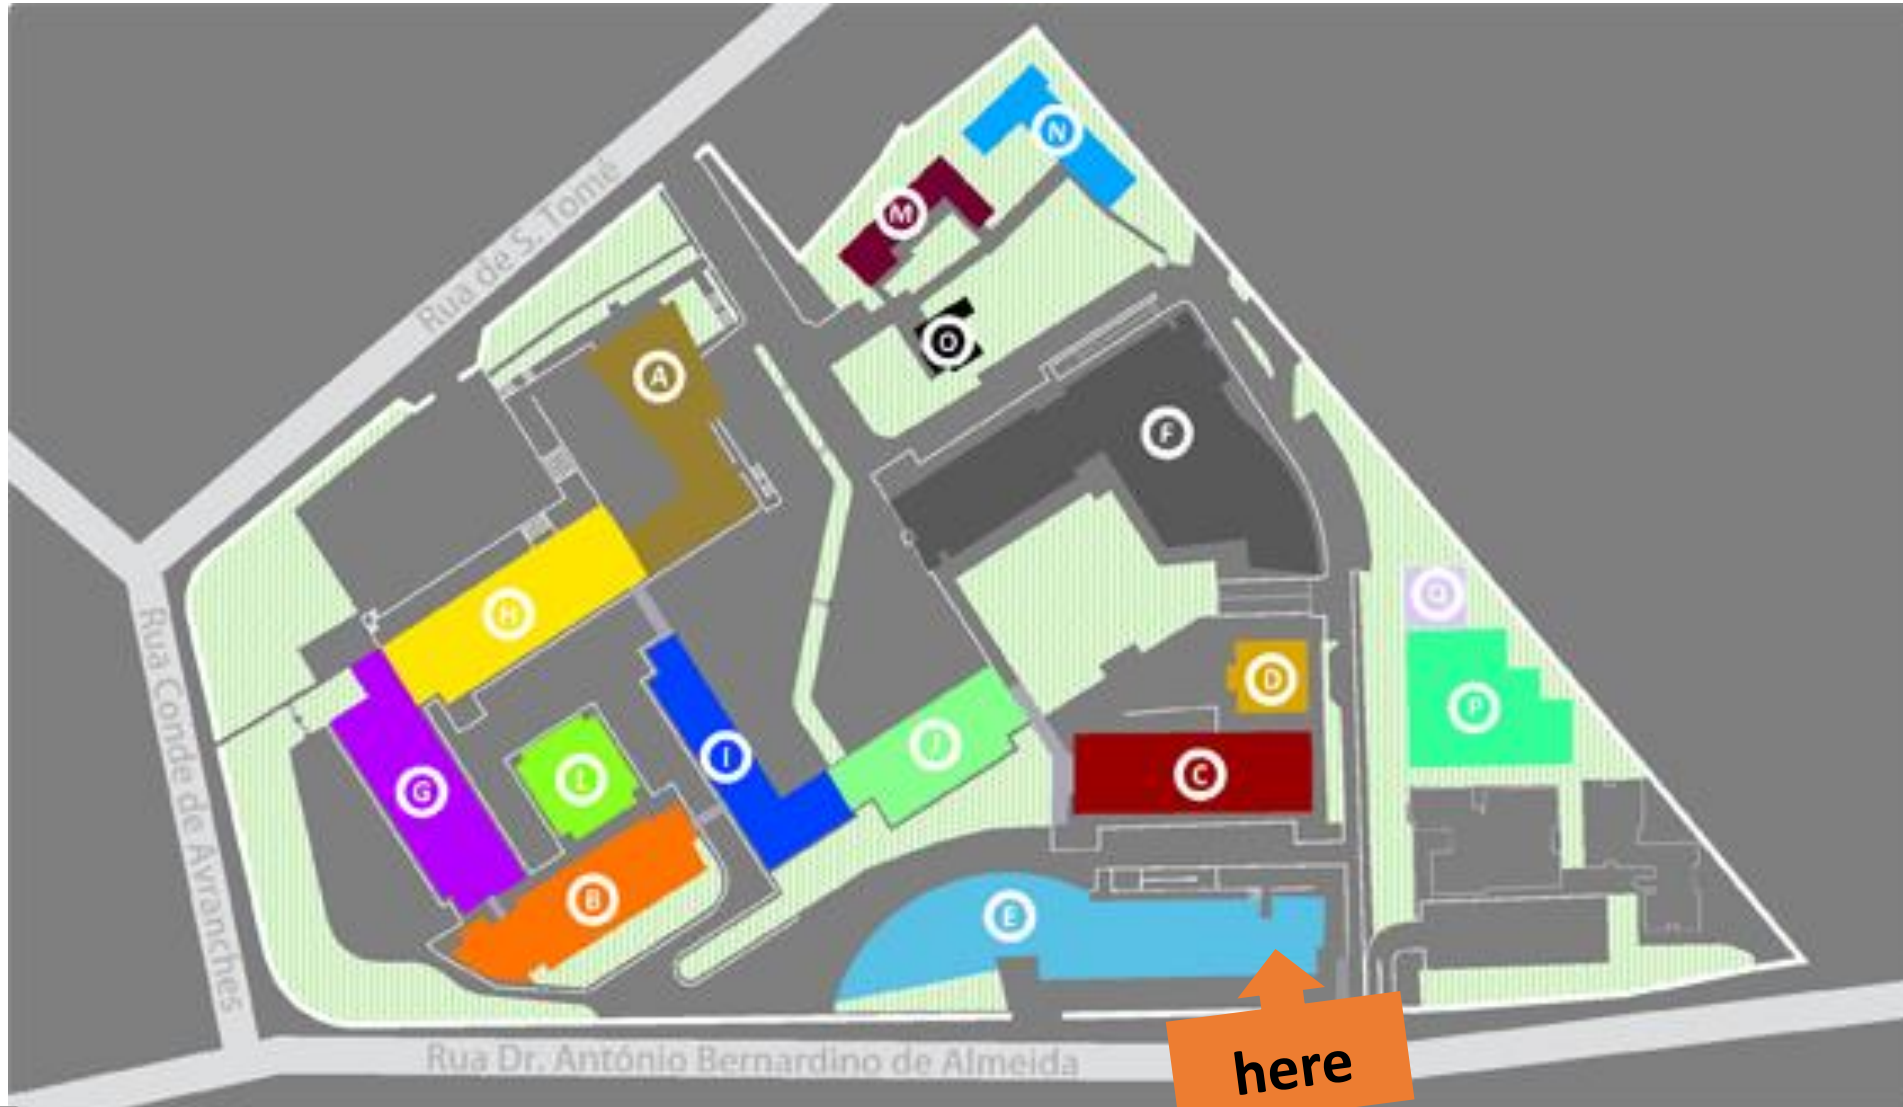 N
M
Rua de S. Tomé
O
A
F
H
D
P
J
I
C
G
L
B
E
Rua Conde de Avranches
Rua Dr. António Bernardino de Almeida
here